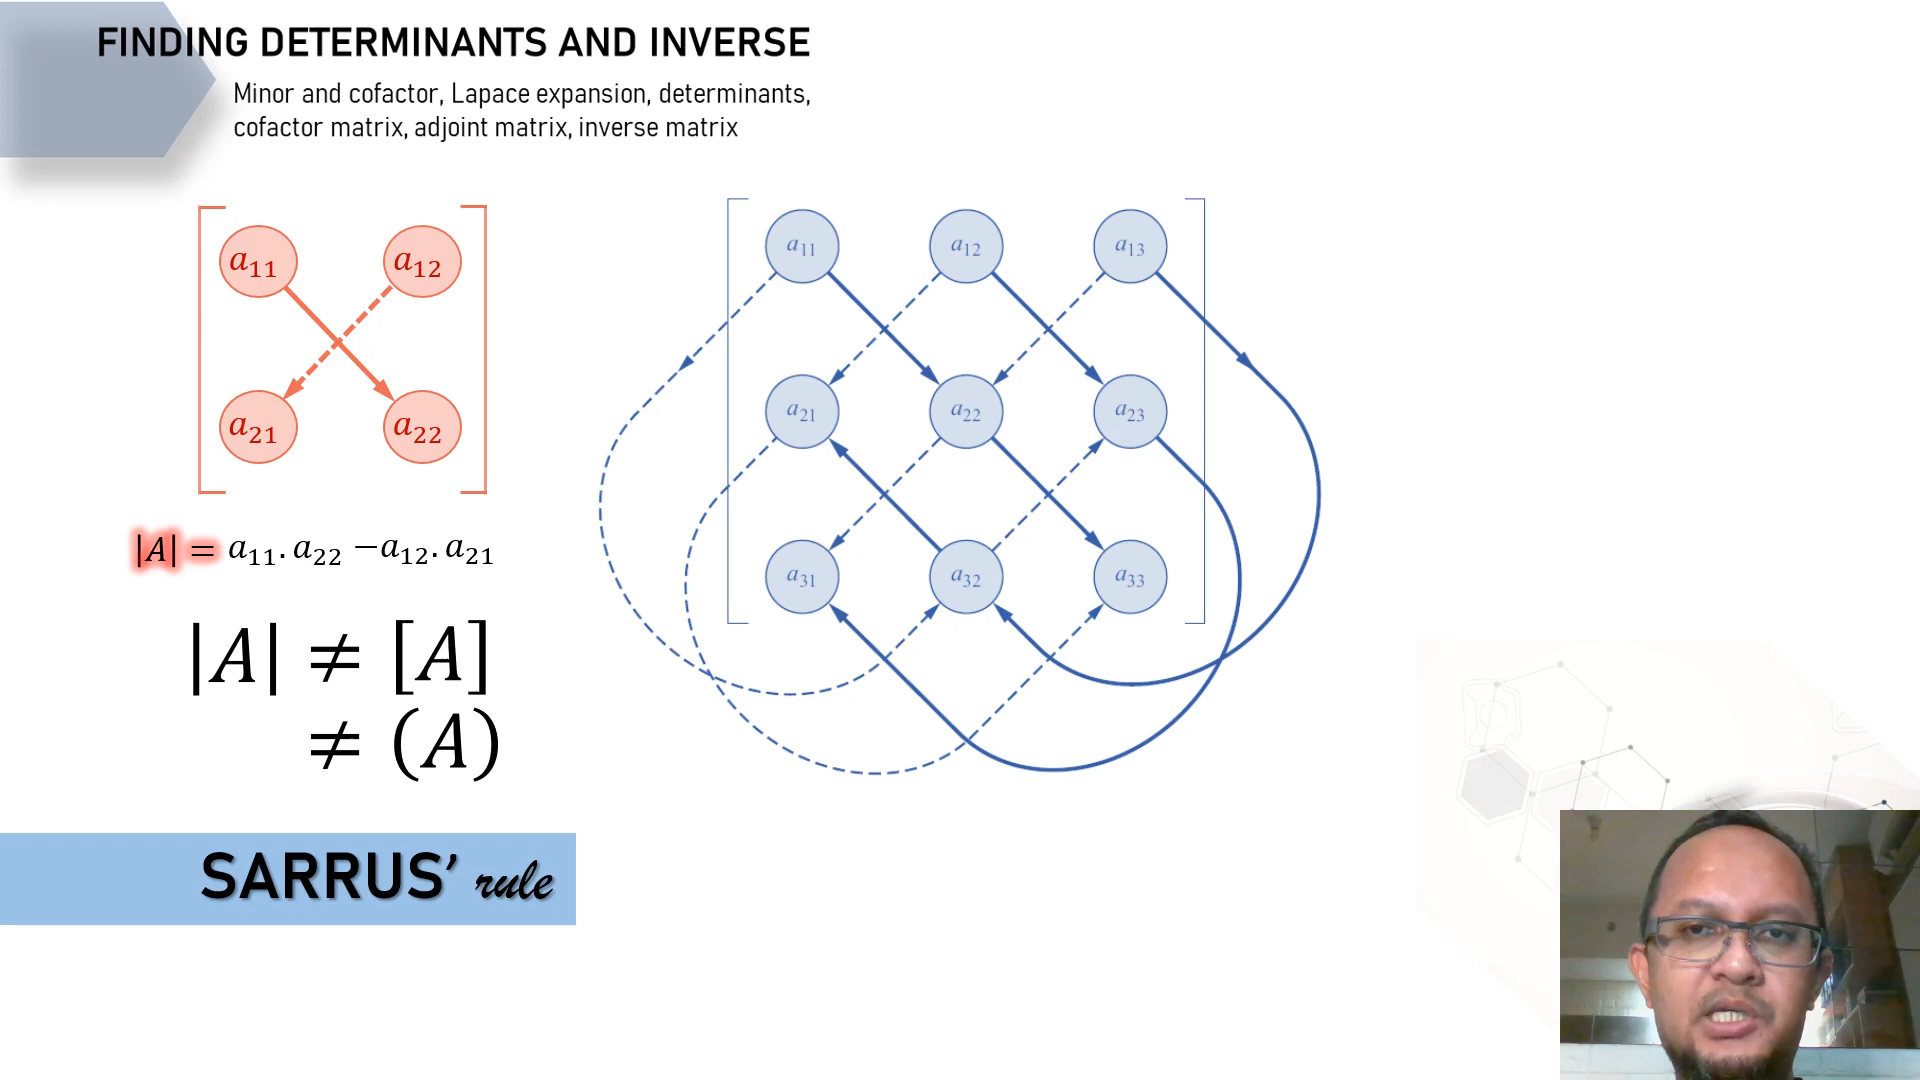 FINDING DETERMINANTS AND INVERSE
Minor and cofactor, Lapace expansion, determinants,
cofactor matrix, adjoint matrix, inverse matrix
a₁₁ a₁₂
a₂₁ a₂₂
|A| = a₁₁. a₂₂ −a₁₂. a₂₁
|A| ≠ [A]
≠ (A)
a₁₁ a₁₂ a₁₃
a₂₁ a₂₂ a₂₃
a₃₁ a₃₂ a₃₃
SARRUS’ rule